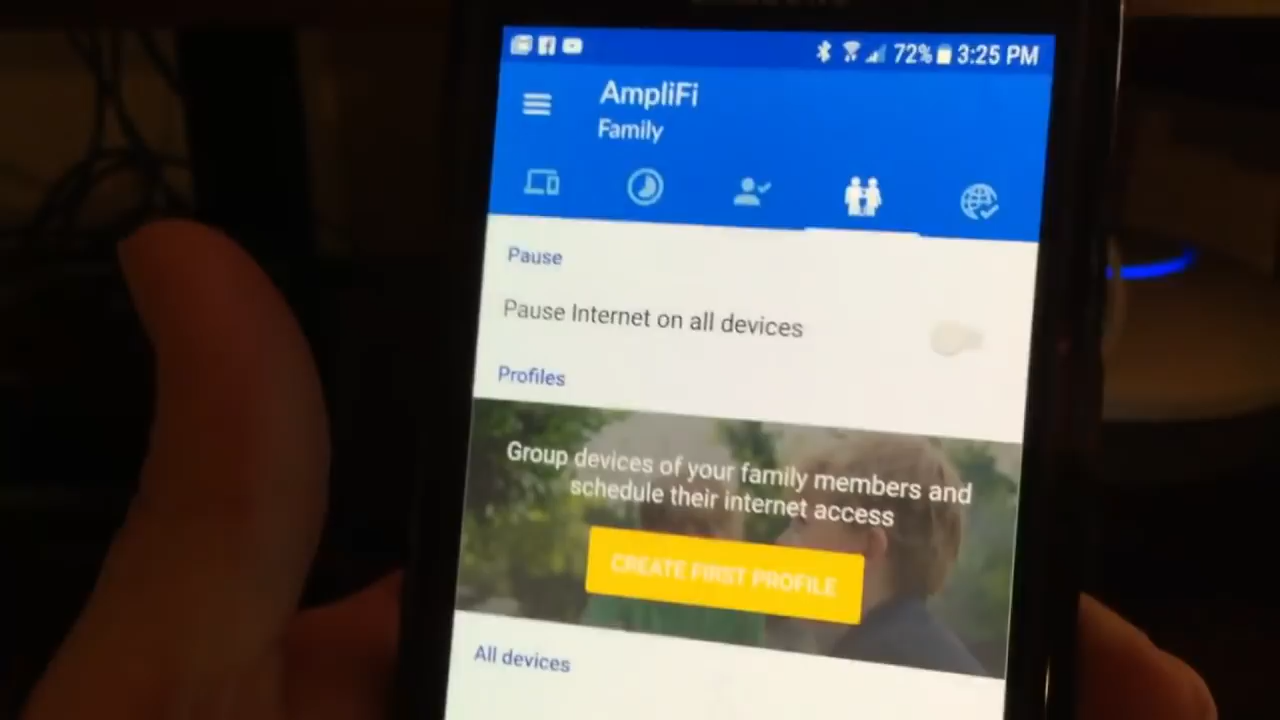 72% 3:25 PM
AmpliFi
Family
Pause
Pause Internet on all devices
Profiles
Group devices of your family members and
schedule their internet access
CREATE FIRST PROFILE
All devices